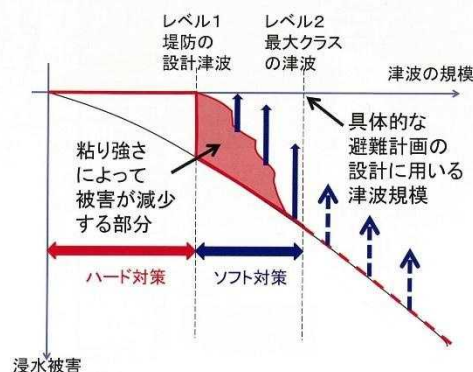 レベル1
堤防の
設計津波
レベル2
最大クラス
の津波
津波の規模
具体的な
避難計画の
設計に用いる
津波規模
粘り強さ
によって
被害が減少
する部分
ハード対策
ソフト対策
浸水被害